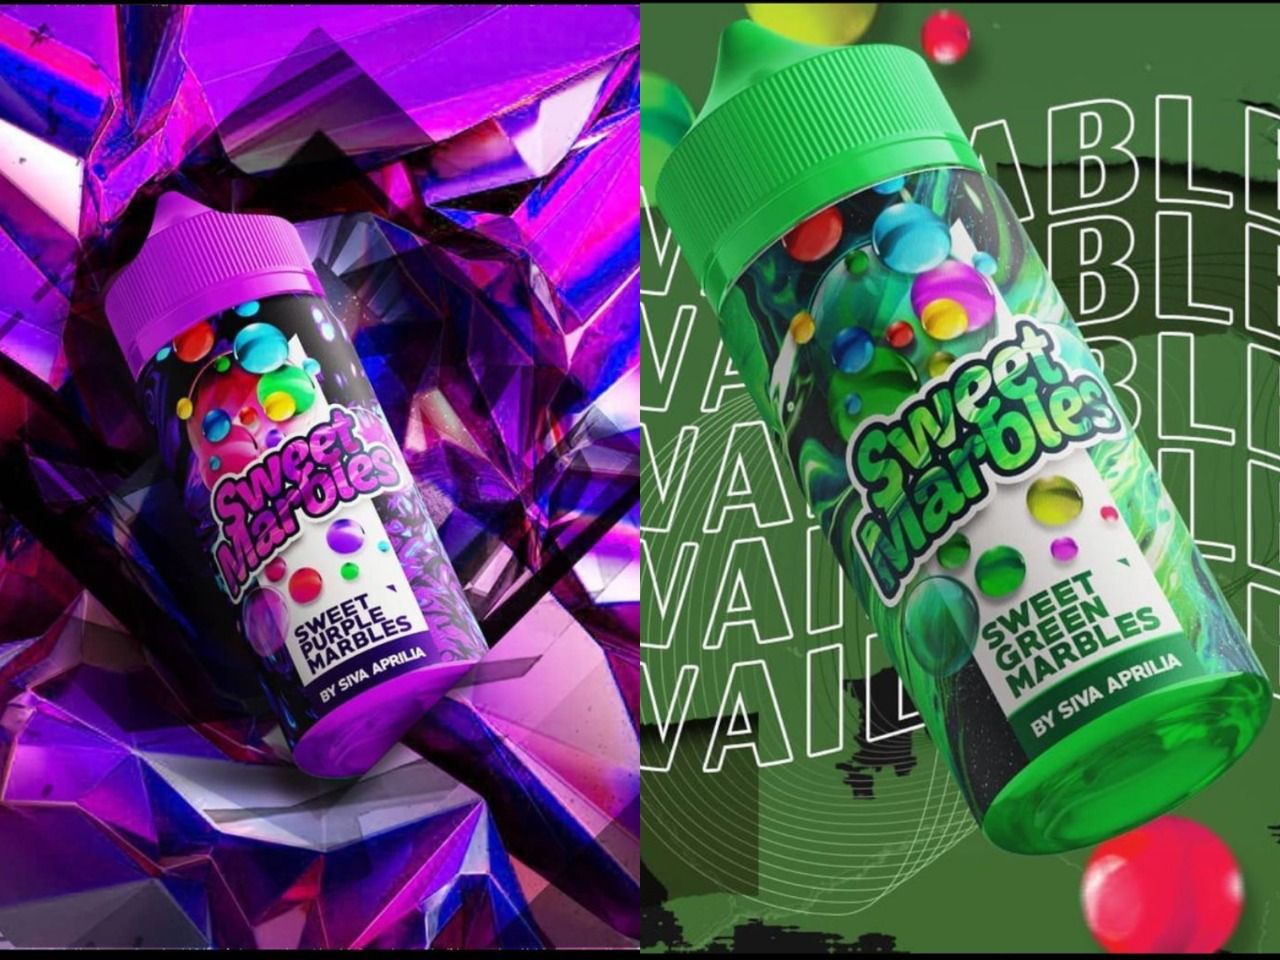 Sweet
Marbles
SWEET
PURPLE
MARBLES
BY SIVA APRILIA
Sweet
Marbles
SWEET
GREEN
MARBLES
BY SIVA APRILIA